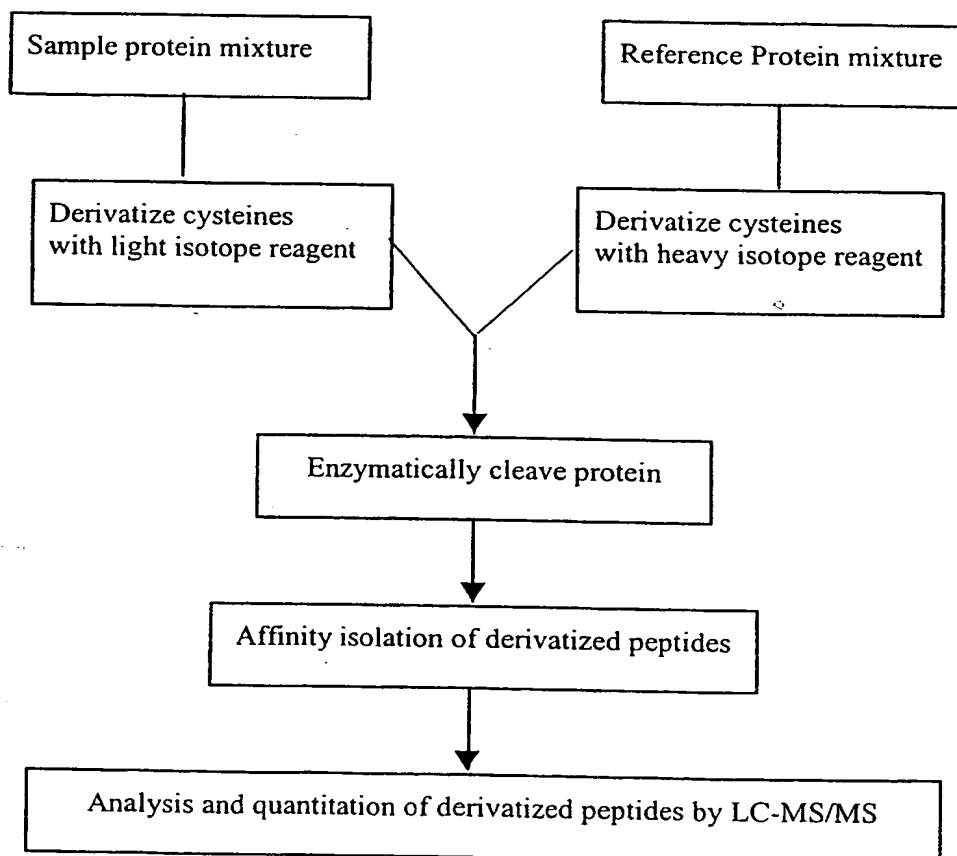 Sample protein mixture
Reference Protein mixture
Derivatize cysteines
with light isotope reagent
Derivatize cysteines
with heavy isotope reagent
Enzymatically cleave protein
Affinity isolation of derivatized peptides
Analysis and quantitation of derivatized peptides by LC-MS/MS